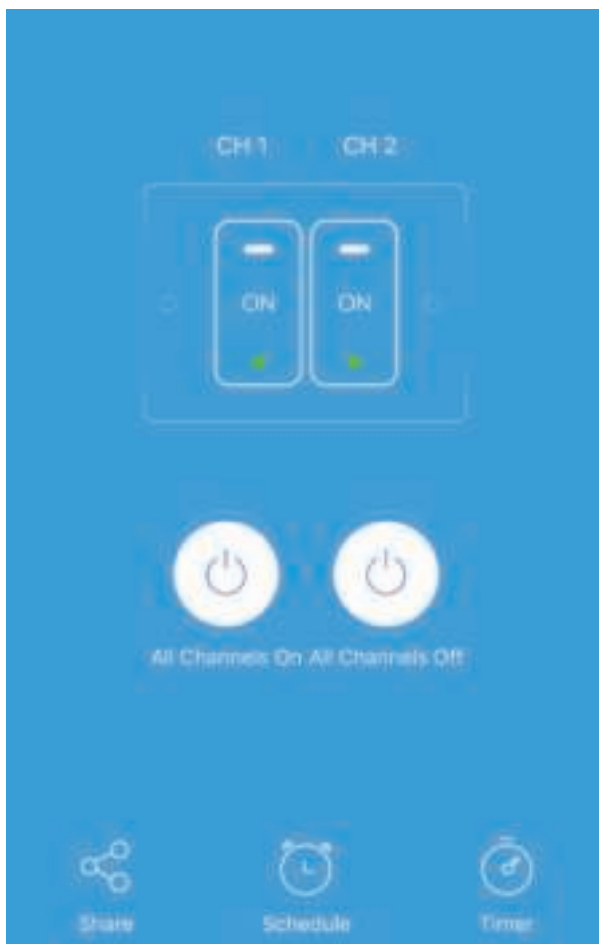 CH 1 CH 2
ON ON
All Channels On All Channels Off
Share Schedule Timer